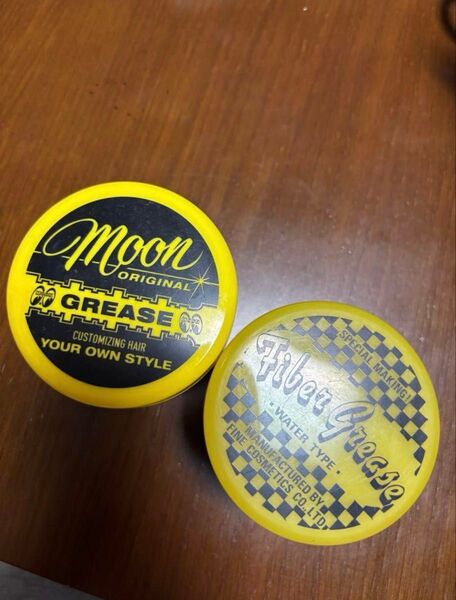 Moon
ORIGINAL
GREASE
CUSTOMIZING HAIR
YOUR OWN STYLE
SPECIAL MAKING!
Fiber Grease
· WATER TYPE ·
MANUFACTURED BY
FINE COSMETICS CO., LTD.